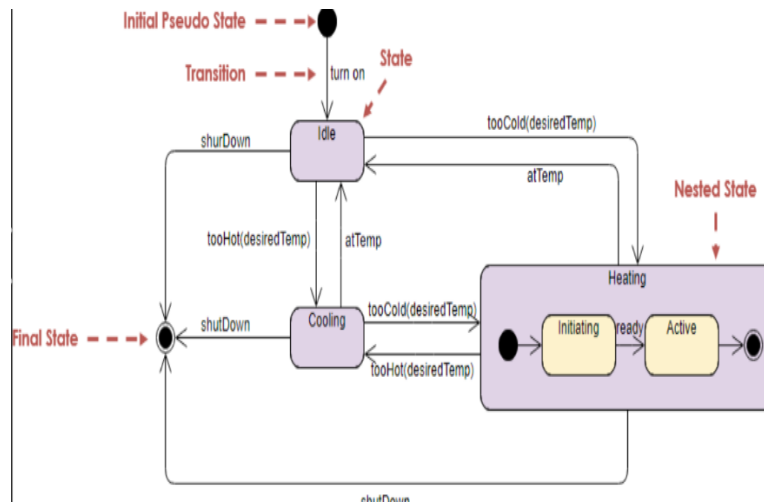 Initial Pseudo State
State
Transition
turn on
Idle
tooCold(desiredTemp)
shurDown
atTemp
Nested State
tooHot(desiredTemp)
atTemp
Heating
Cooling
tooCold(desiredTemp)
Initiating
ready
Active
shutDown
Final State
tooHot(desiredTemp)
shutDown